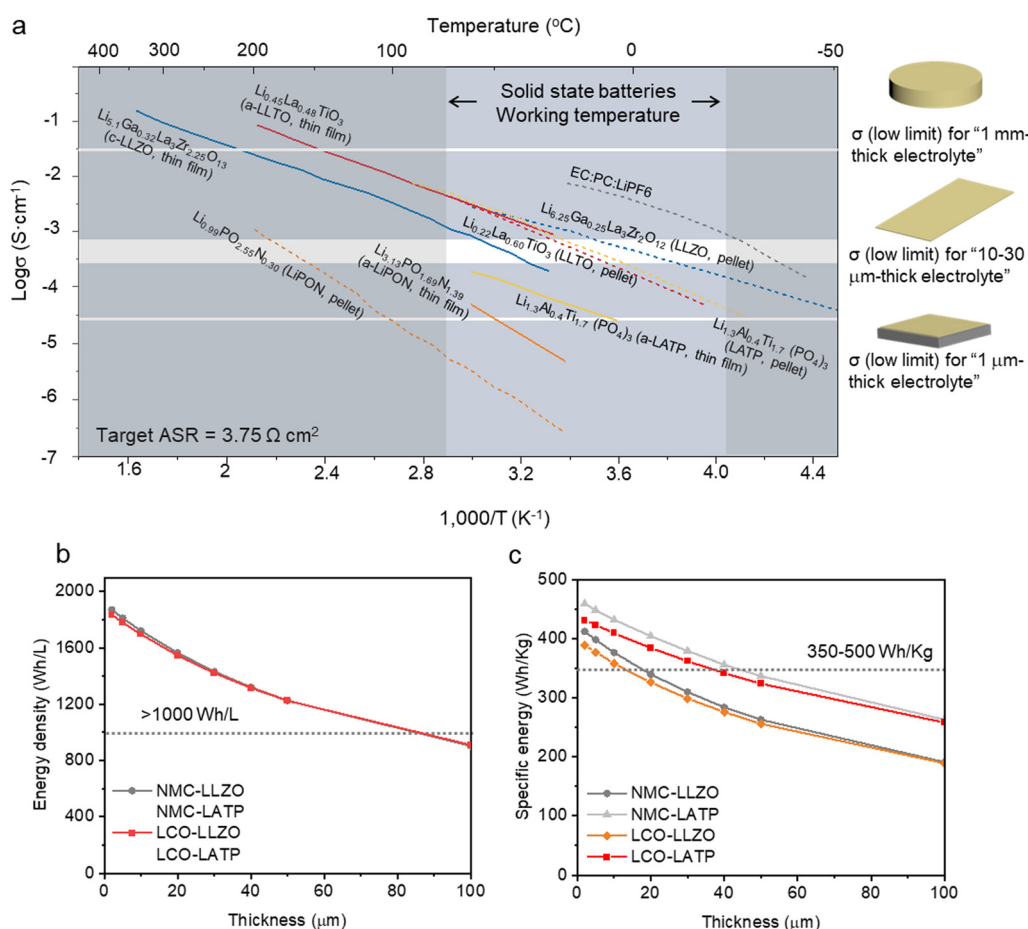 a
Temperature (°C)
400 300 200 100 0 -50
Solid state batteries
Working temperature
Li0.45La0.48TiO3
(a-LLTO, thin film)
Li5.1Ga0.32La3Zr2.25O13
(c-LLZO, thin film)
EC:PC:LiPF6
Li6.25Ga0.25La3Zr2O12 (LLZO, pellet)
Li0.22La0.60TiO3 (LLTO, pellet)
Li0.99PO2.55N0.30 (LiPON, pellet)
Li3.13PO1.69N1.39
(a-LiPON, thin film)
Li1.3Al0.4Ti1.7 (PO4)3 (a-LATP, thin film)
Li1.3Al0.4Ti1.7 (PO4)3
(LATP, pellet)
Logσ (S·cm-1)
-1
-2
-3
-4
-5
-6
-7
Target ASR = 3.75 Ω cm2
1.6 2 2.4 2.8 3.2 3.6 4.0 4.4
1,000/T (K-1)
σ (low limit) for “1 mm-
thick electrolyte”
σ (low limit) for “10-30
μm-thick electrolyte”
σ (low limit) for “1 μm-
thick electrolyte”
b
Energy density (Wh/L)
2000
1600
1200
800
400
0
>1000 Wh/L
NMC-LLZO
NMC-LATP
LCO-LLZO
LCO-LATP
0 20 40 60 80 100
Thickness (μm)
c
Specific energy (Wh/Kg)
500
400
300
200
100
0
350-500 Wh/Kg
NMC-LLZO
NMC-LATP
LCO-LLZO
LCO-LATP
0 20 40 60 80 100
Thickness (μm)